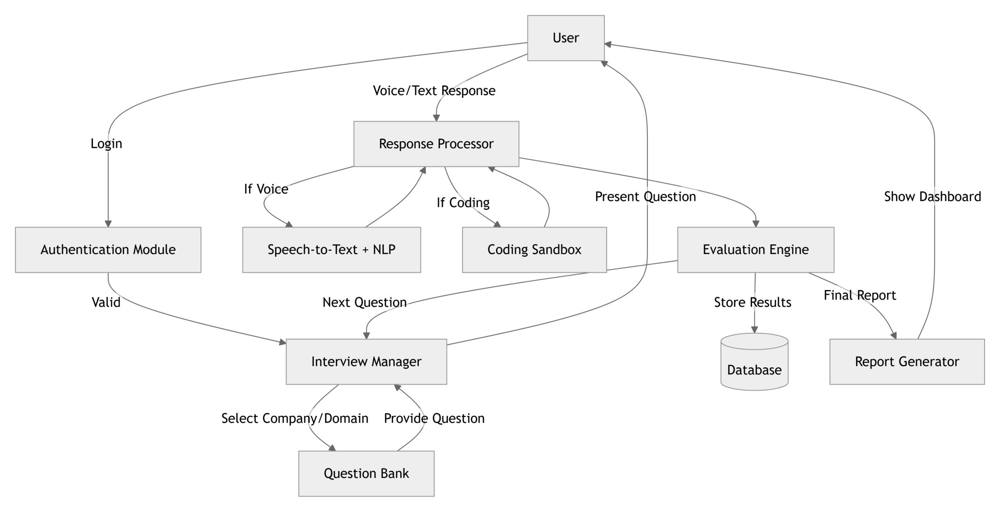 User
Voice/Text Response
Login
Response Processor
If Voice
If Coding
Present Question
Show Dashboard
Authentication Module
Speech-to-Text + NLP
Coding Sandbox
Evaluation Engine
Valid
Next Question
Store Results
Final Report
Interview Manager
Database
Report Generator
Select Company/Domain
Provide Question
Question Bank